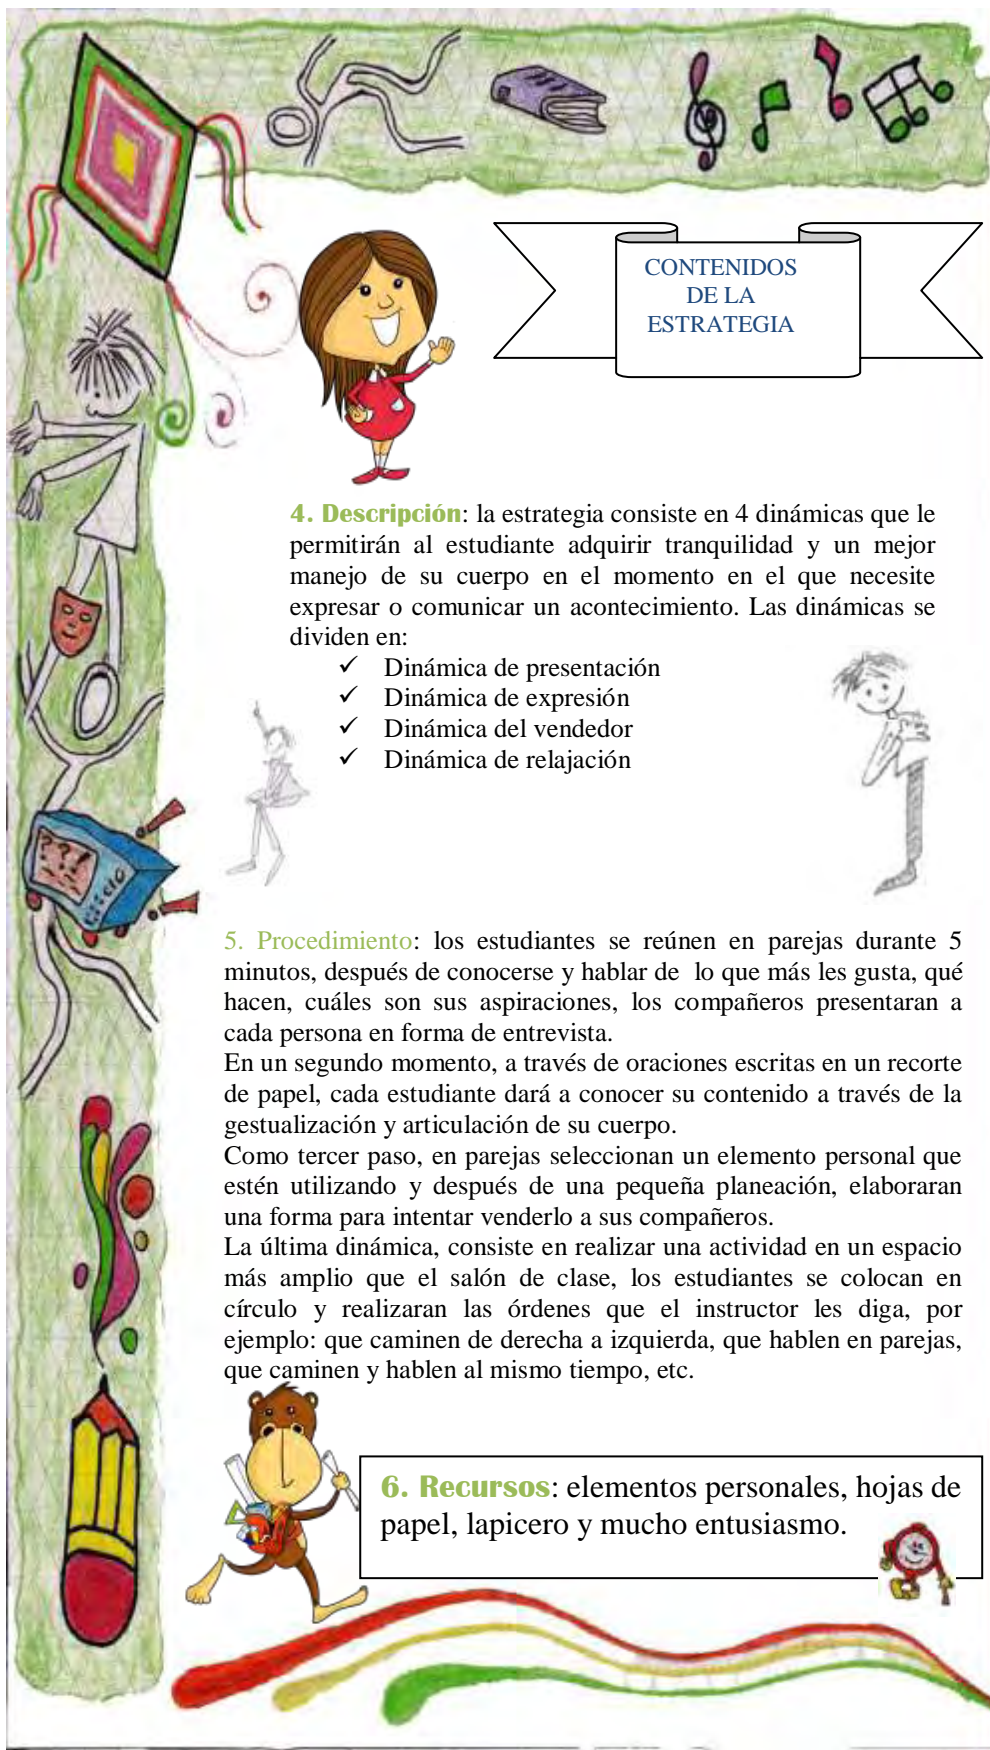 CONTENIDOS
DE LA
ESTRATEGIA
4. Descripción: la estrategia consiste en 4 dinámicas que le
permitirán al estudiante adquirir tranquilidad y un mejor
manejo de su cuerpo en el momento en el que necesite
expresar o comunicar un acontecimiento. Las dinámicas se
dividen en:
✓ Dinámica de presentación
✓ Dinámica de expresión
✓ Dinámica del vendedor
✓ Dinámica de relajación
5. Procedimiento: los estudiantes se reúnen en parejas durante 5
minutos, después de conocerse y hablar de lo que más les gusta, qué
hacen, cuáles son sus aspiraciones, los compañeros presentaran a
cada persona en forma de entrevista.
En un segundo momento, a través de oraciones escritas en un recorte
de papel, cada estudiante dará a conocer su contenido a través de la
gestualización y articulación de su cuerpo.
Como tercer paso, en parejas seleccionan un elemento personal que
estén utilizando y después de una pequeña planeación, elaboraran
una forma para intentar venderlo a sus compañeros.
La última dinámica, consiste en realizar una actividad en un espacio
más amplio que el salón de clase, los estudiantes se colocan en
círculo y realizaran las órdenes que el instructor les diga, por
ejemplo: que caminen de derecha a izquierda, que hablen en parejas,
que caminen y hablen al mismo tiempo, etc.
6. Recursos: elementos personales, hojas de
papel, lapicero y mucho entusiasmo.